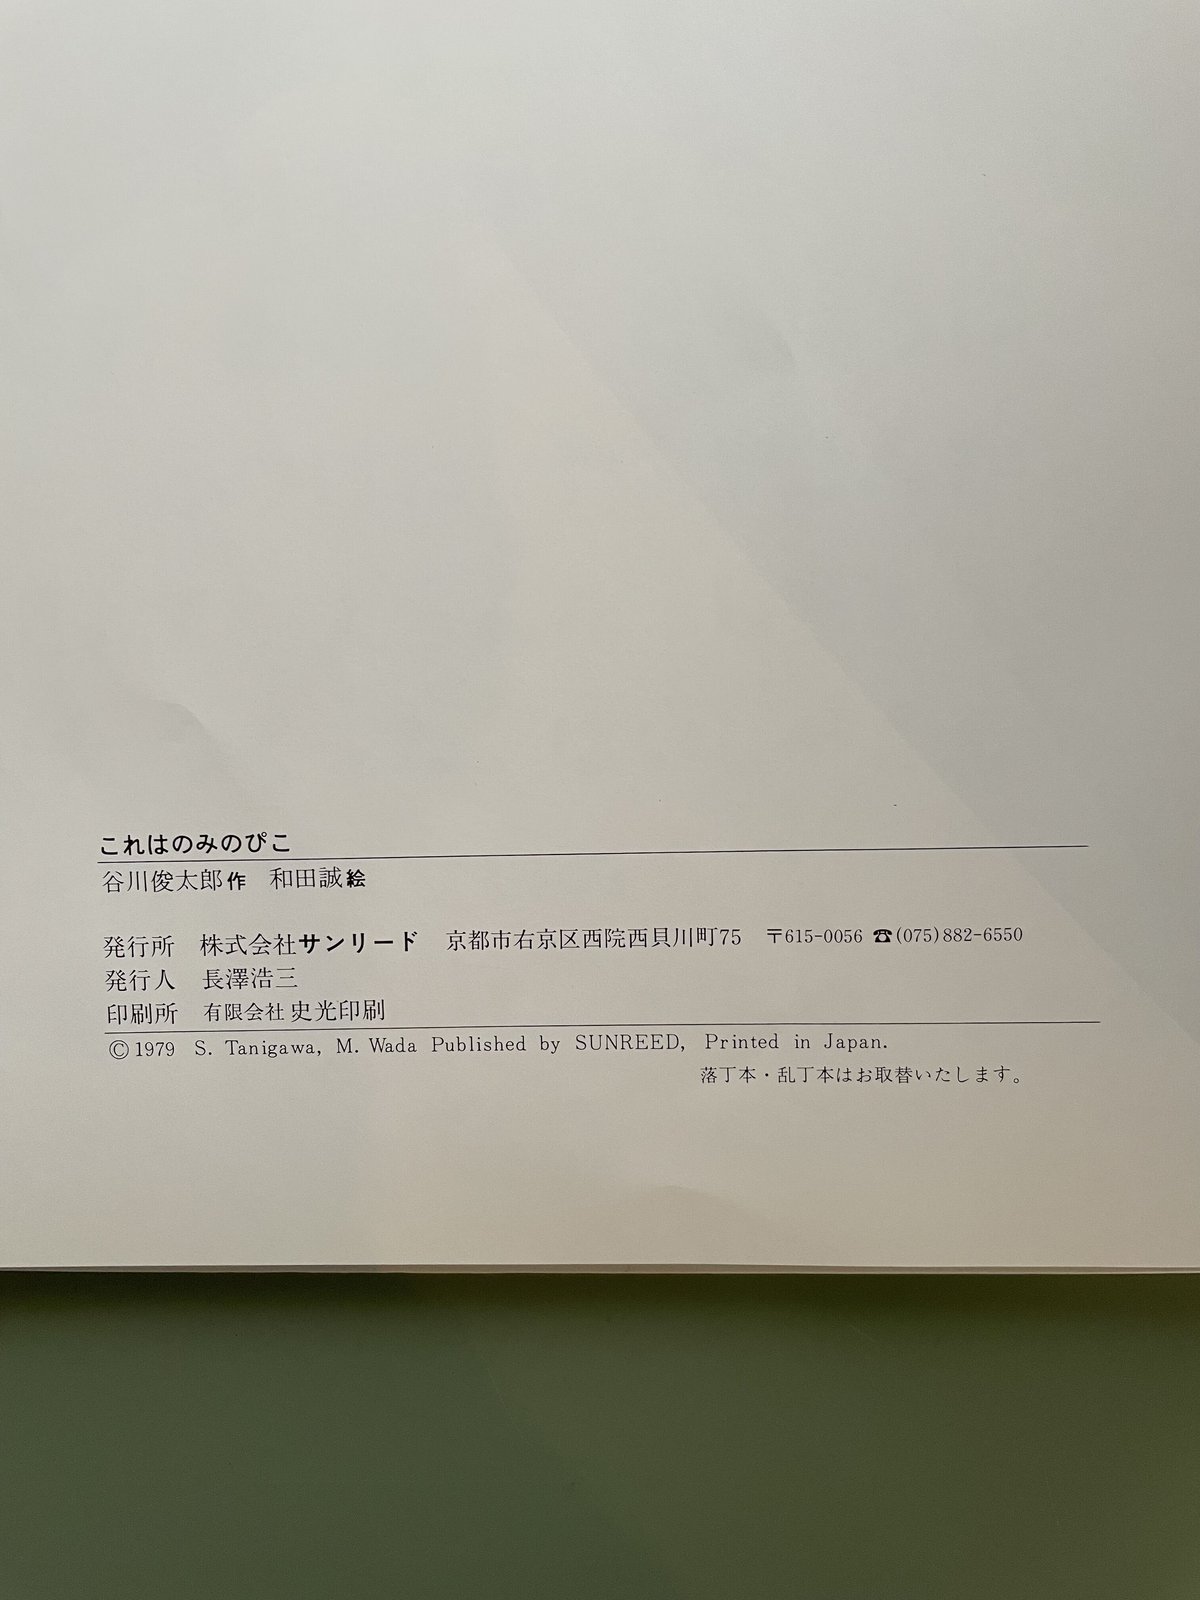 これはのみのぴこ
谷川俊太郎作　和田誠絵
発行所　株式会社サンリード　京都市右京区西院西貝川町75　〒615-0056 ☎(075)882-6550
発行人　長澤浩三
印刷所　有限会社 史光印刷
©1979　S. Tanigawa, M. Wada Published by SUNREED, Printed in Japan.
落丁本・乱丁本はお取替いたします。